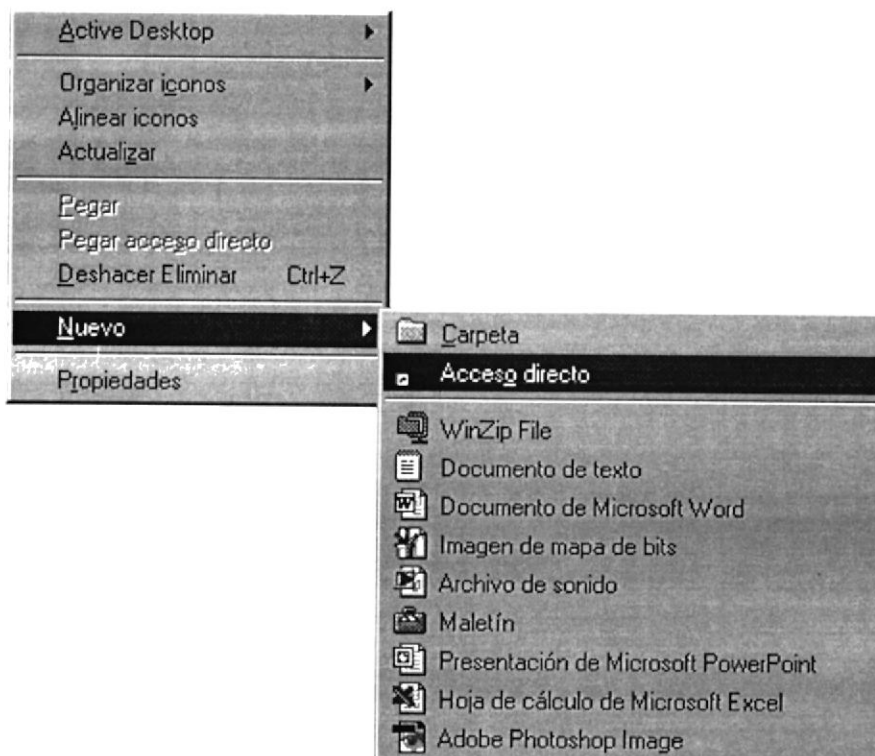 Active Desktop
Organizar iconos
Alinear iconos
Actualizar
Pegar
Pegar acceso directo
Deshacer Eliminar Ctrl+Z
Nuevo
Propiedades
Carpeta
Acceso directo
WinZip File
Documento de texto
Documento de Microsoft Word
Imagen de mapa de bits
Archivo de sonido
Maletín
Presentación de Microsoft PowerPoint
Hoja de cálculo de Microsoft Excel
Adobe Photoshop Image